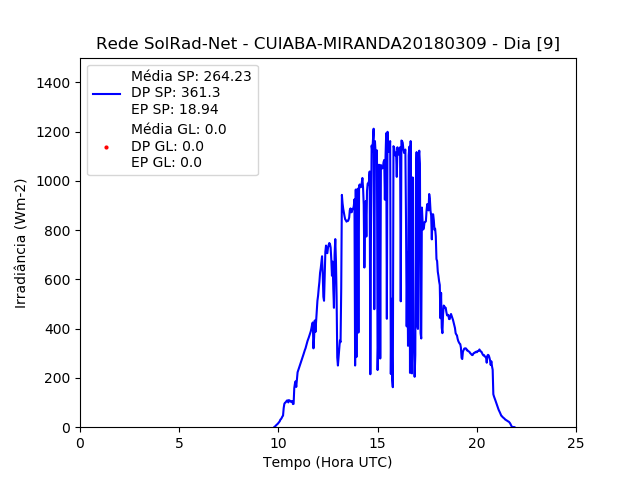 Rede SolRad-Net - CUIABA-MIRANDA20180309 - Dia [9]
Média SP: 264.23
DP SP: 361.3
EP SP: 18.94
Média GL: 0.0
DP GL: 0.0
EP GL: 0.0
1400
1200
1000
800
600
400
200
0
Irradiância (Wm-2)
0 5 10 15 20 25
Tempo (Hora UTC)